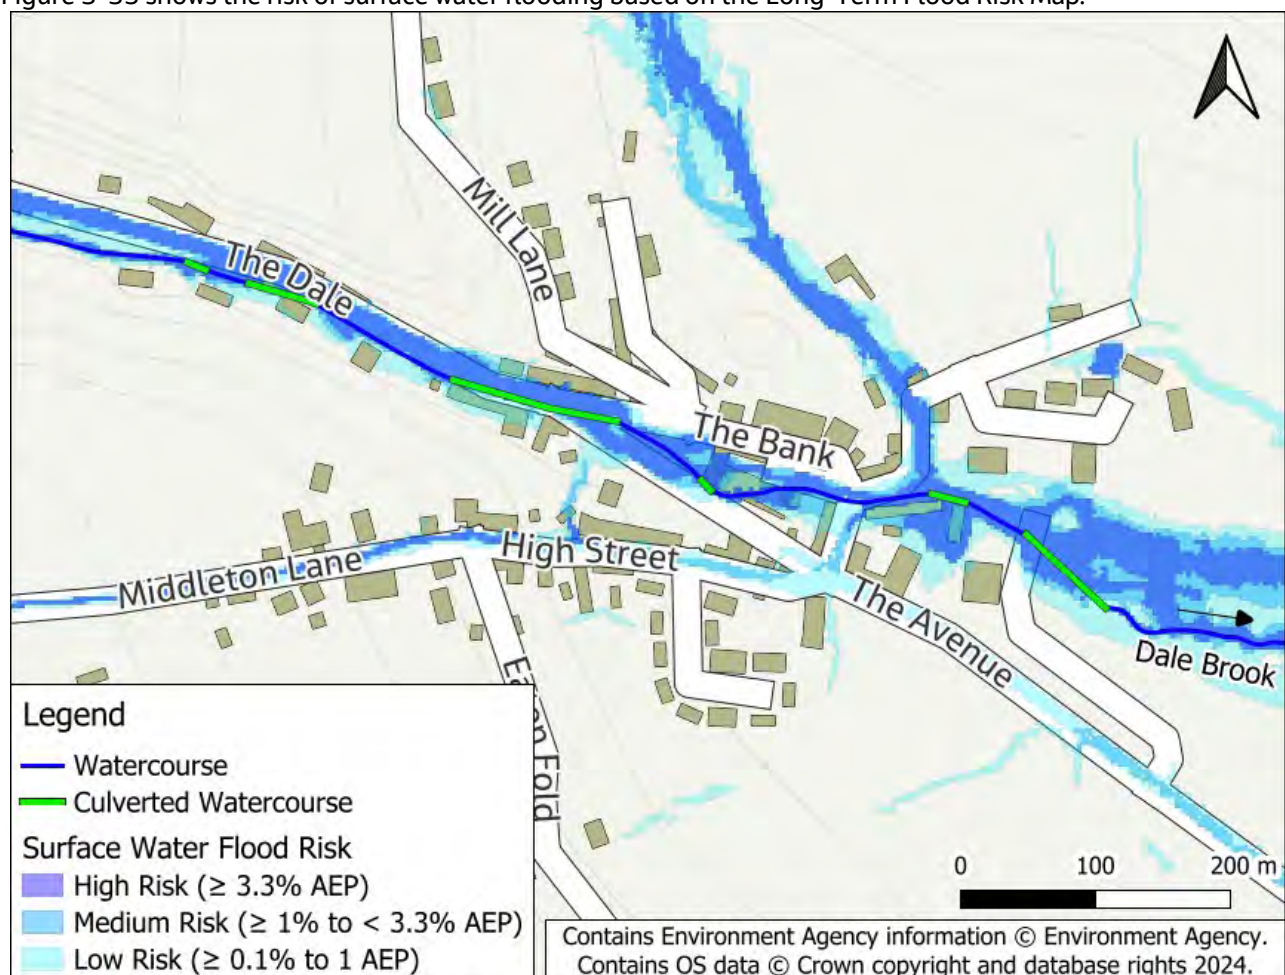 Figure 3-33 shows the risk of surface water flooding based on the Long-Term Flood Risk Map.
Mill Lane
The Dale
The Bank
High Street
Middleton Lane
The Avenue
Dale Brook
Fold
Legend
Watercourse
Culverted Watercourse
Surface Water Flood Risk
High Risk (≥ 3.3% AEP)
Medium Risk (≥ 1% to < 3.3% AEP)
Low Risk (≥ 0.1% to 1 AEP)
0 100 200 m
Contains Environment Agency information © Environment Agency.
Contains OS data © Crown copyright and database rights 2024.